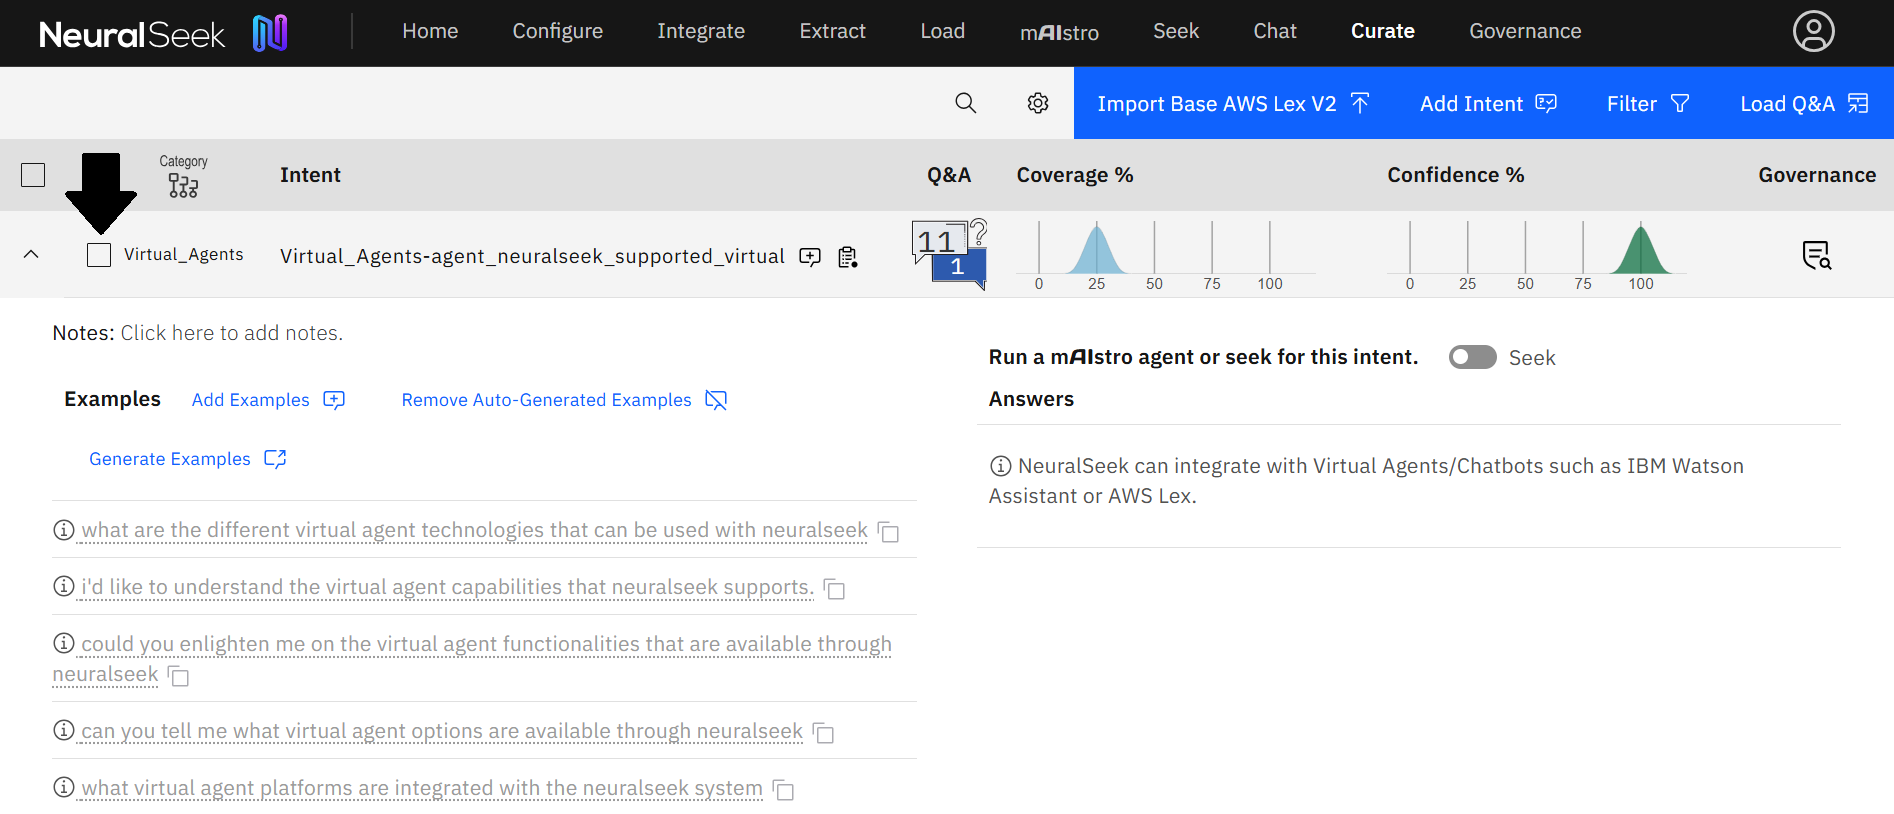 NeuralSeek Home Configure Integrate Extract Load mAIstro Seek Chat Curate Governance
Import Base AWS Lex V2 Add Intent Filter Load Q&A
Category Intent Q&A Coverage % Confidence % Governance
Virtual_Agents Virtual_Agents-agent_neuralseek_supported_virtual 11 ? 1
0 25 50 75 100 0 25 50 75 100
Notes: Click here to add notes.
Run a mAIstro agent or seek for this intent. Seek
Examples Add Examples Remove Auto-Generated Examples
Answers
Generate Examples
NeuralSeek can integrate with Virtual Agents/Chatbots such as IBM Watson
Assistant or AWS Lex.
what are the different virtual agent technologies that can be used with neuralseek
i'd like to understand the virtual agent capabilities that neuralseek supports.
could you enlighten me on the virtual agent functionalities that are available through
neuralseek
can you tell me what virtual agent options are available through neuralseek
what virtual agent platforms are integrated with the neuralseek system